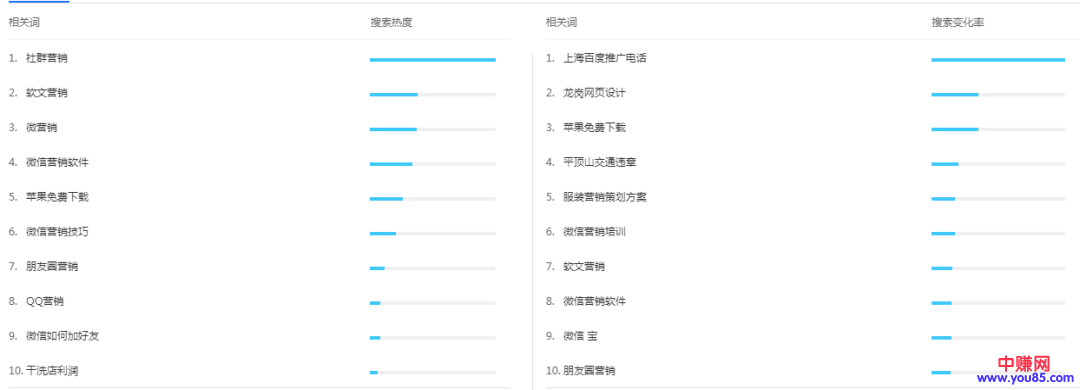 相关词 搜索热度
1. 社群营销
2. 软文营销
3. 微营销
4. 微信营销软件
5. 苹果免费下载
6. 微信营销技巧
7. 朋友圈营销
8. QQ营销
9. 微信如何加好友
10. 干洗店利润
相关词 搜索变化率
1. 上海百度推广电话
2. 龙岗网页设计
3. 苹果免费下载
4. 平顶山交通违章
5. 服装营销策划方案
6. 微信营销培训
7. 软文营销
8. 微信营销软件
9. 微信 宝
10. 朋友圈营销
中赚网
www.you85.com